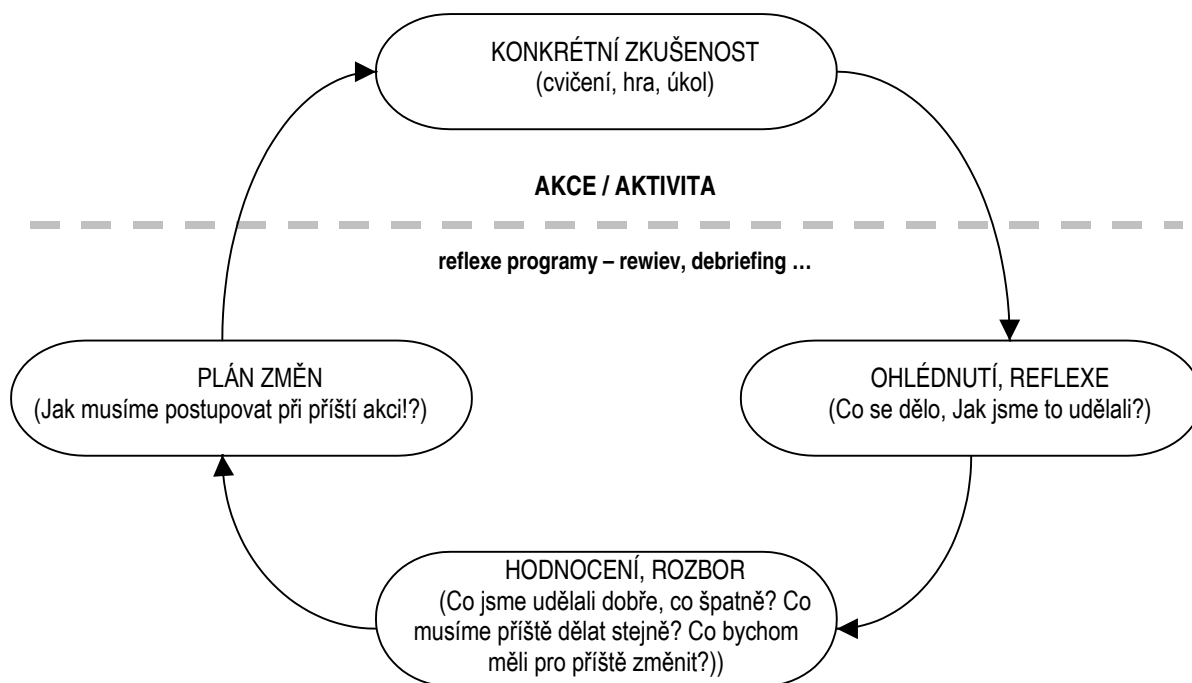 KONKRÉTNÍ ZKUŠENOST
(cvičení, hra, úkol)
AKCE / AKTIVITA
reflexe programy – rewiev, debriefing ...
PLÁN ZMĚN
(Jak musíme postupovat při příští akci!?)
OHLÉDNUTÍ, REFLEXE
(Co se dělo, Jak jsme to udělali?)
HODNOCENÍ, ROZBOR
(Co jsme udělali dobře, co špatně? Co
musíme příště dělat stejně? Co bychom
měli pro příště změnit?))